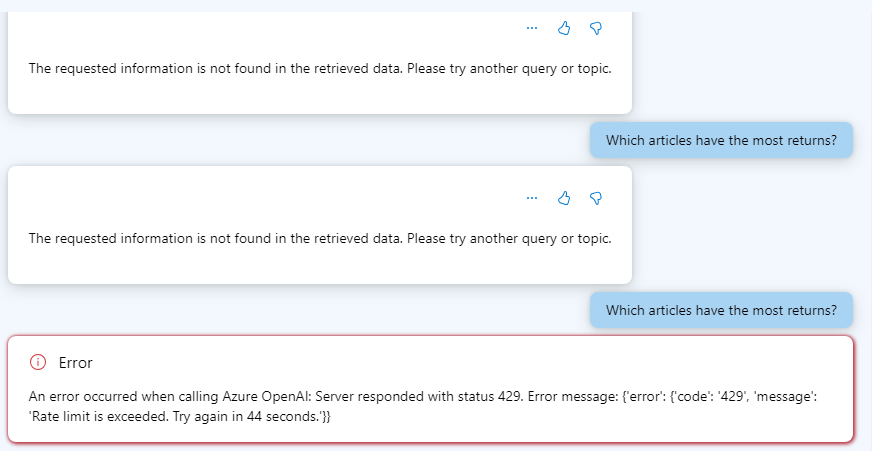 The requested information is not found in the retrieved data. Please try another query or topic.
Which articles have the most returns?
The requested information is not found in the retrieved data. Please try another query or topic.
Which articles have the most returns?
Error
An error occurred when calling Azure OpenAI: Server responded with status 429. Error message: {'error': {'code': '429', 'message':
'Rate limit is exceeded. Try again in 44 seconds.'}}